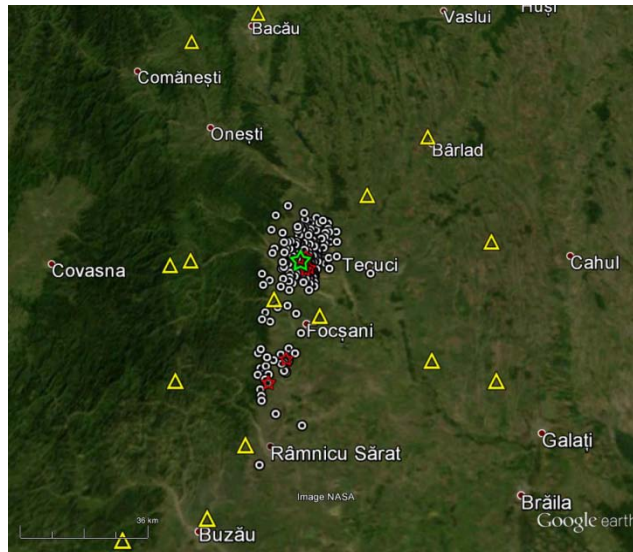 Huși
Vaslui
Bacău
Comănești
Onești
Bârlad
Covasna
Tecuci
Cahul
Focșani
Galați
Râmnicu Sărat
Image NASA
Brăila
Google earth
36 km
Buzău